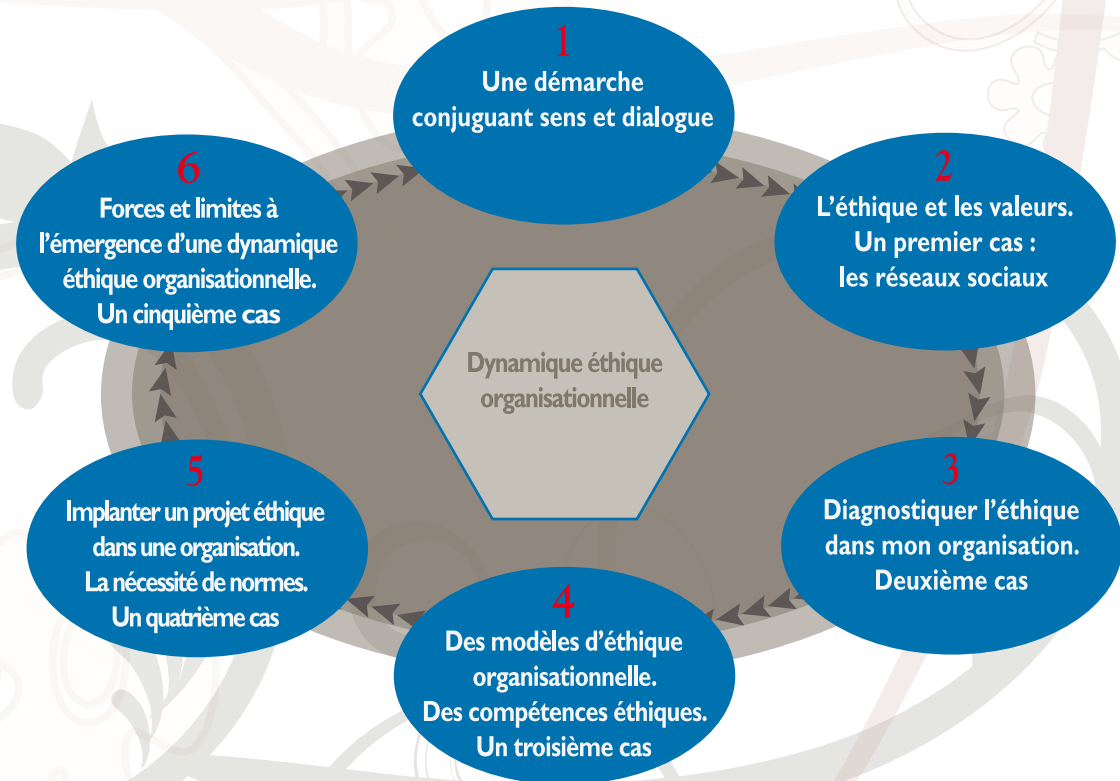 1
Une démarche
conjuguant sens et dialogue
2
L'éthique et les valeurs.
Un premier cas :
les réseaux sociaux
3
Diagnostiquer l'éthique
dans mon organisation.
Deuxième cas
4
Des modèles d'éthique
organisationnelle.
Des compétences éthiques.
Un troisième cas
5
Implanter un projet éthique
dans une organisation.
La nécessité de normes.
Un quatrième cas
6
Forces et limites à
l'émergence d'une dynamique
éthique organisationnelle.
Un cinquième cas
Dynamique éthique
organisationnelle